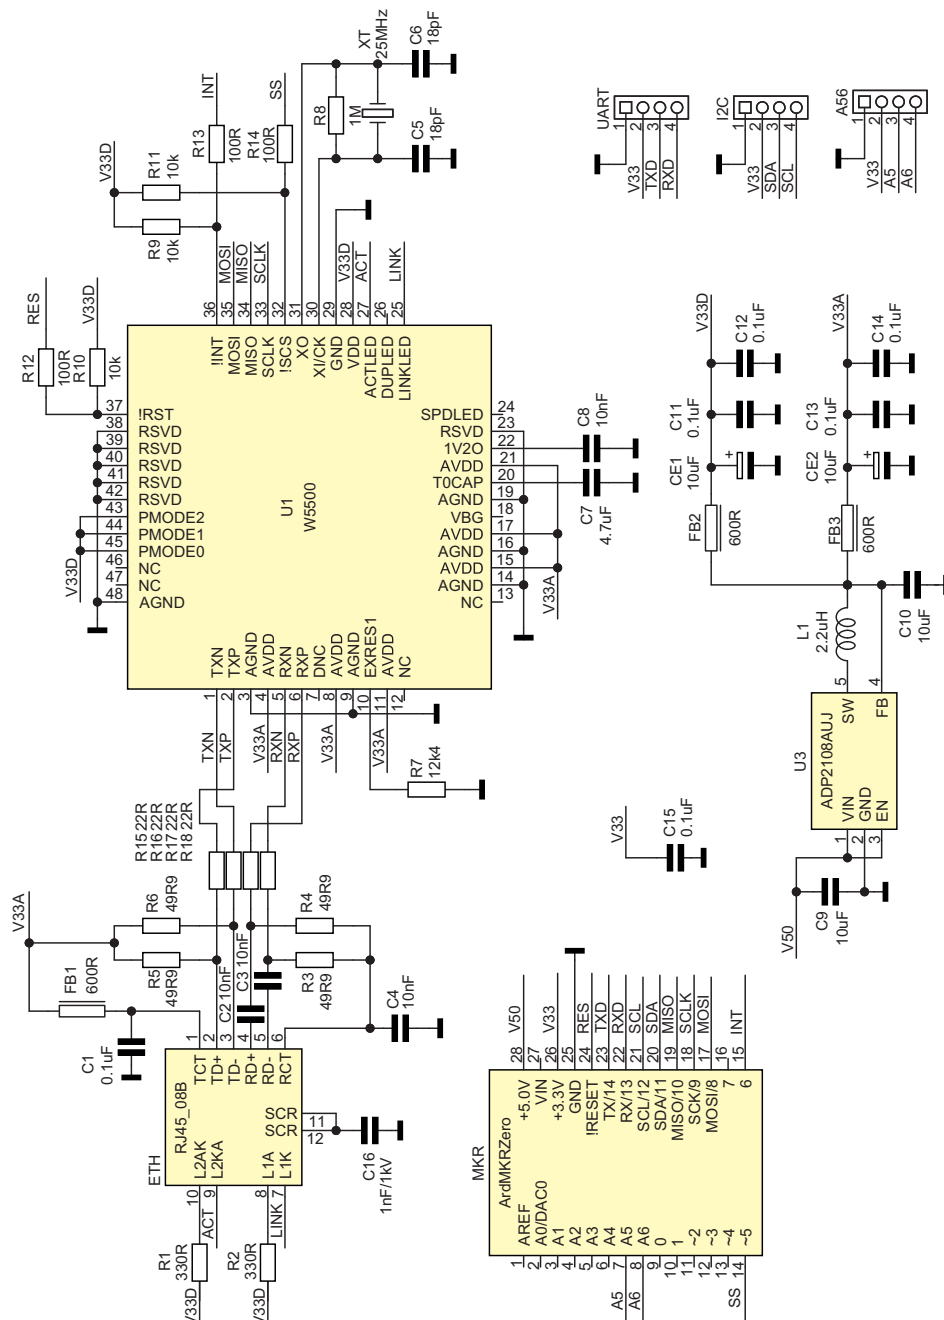 XT
25MHz
C6
18pF
INT
SS
R8
1M
C5
18pF
V33D
R11
10k
R13
100R
R14
100R
R9
10k
UART
1
2
3
4
V33
TXD
RXD
I2C
1
2
3
4
V33
SDA
SCL
A56
1
2
3
4
V33
A5
A6
RES
V33D
R12
100R
R10
10k
MOSI
MISO
SCLK
V33D
ACT
LINK
36
35
34
33
32
31
30
29
28
27
26
25
!INT
MOSI
MISO
SCLK
!SCS
XO
XI/CK
GND
VDD
ACTLED
DUPLED
LINKLED
37 !RST
38 RSVD
39 RSVD
40 RSVD
41 RSVD
42 RSVD
43 PMODE2
44 PMODE1
45 PMODE0
46 NC
47 NC
48 AGND
V33D
U1
W5500
SPDLED 24
RSVD 23
1V2O 22
AVDD 21
TOCAP 20
AGND 19
VBG 18
AVDD 17
AGND 16
AVDD 15
AGND 14
NC 13
V33A
C8
10nF
C7
4.7uF
TXN
TXP
AGND
AVDD
RXN
RXP
DNC
AVDD
AGND
EXRES1
AVDD
NC
1
2
3
4
5
6
7
8
9
10
11
12
TXN
TXP
V33A
RXN
RXP
V33A
V33A
R7
12k4
V33D
C12
0.1uF
C11
0.1uF
CE1
10uF
+
FB2
600R
V33A
C14
0.1uF
C13
0.1uF
CE2
10uF
+
FB3
600R
L1
2.2uH
C10
10uF
5
4
SW
FB
U3
ADP2108AUJ
VIN
GND
EN
1
2
3
V50
C9
10uF
V33
C15
0.1uF
R15 22R
R16 22R
R17 22R
R18 22R
V33A
R6
49R9
R5
49R9
R4
49R9
R3
49R9
FB1
600R
C2 10nF
C3 10nF
C4
10nF
C1
0.1uF
1
2
3
4
5
6
TCT
TD+
TD-
RD+
RD-
RCT
ETH
RJ45_08B
SCR 11
SCR 12
L2AK
L2KA
L1A
L1K
10
9
8
7
ACT
LINK
C16
1nF/1kV
R1
330R
R2
330R
V33D
V33D
V50
V33
RES
TXD
RXD
SCL
SDA
MISO
SCLK
MOSI
INT
28
27
26
25
24
23
22
21
20
19
18
17
16
15
+5.0V
VIN
+3.3V
GND
!RESET
TX/14
RX/13
SCL/12
SDA/11
MISO/10
SCK/9
MOSI/8
7
6
MKR
ArdMKRZero
AREF
A0/DAC0
A1
A2
A3
A4
A5
A6
0
1
~2
~3
~4
~5
1
2
3
4
5
6
7
8
9
10
11
12
13
14
A5
A6
SS